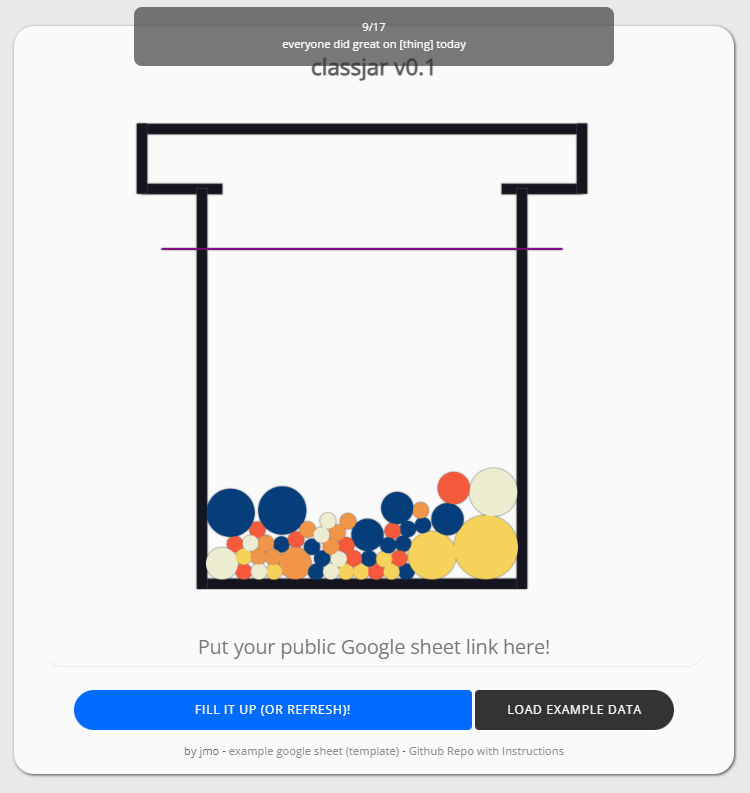 9/17
everyone did great on [thing] today
classjar v0.1
Put your public Google sheet link here!
FILL IT UP (OR REFRESH)!
LOAD EXAMPLE DATA
by jmo - example google sheet (template) - Github Repo with Instructions